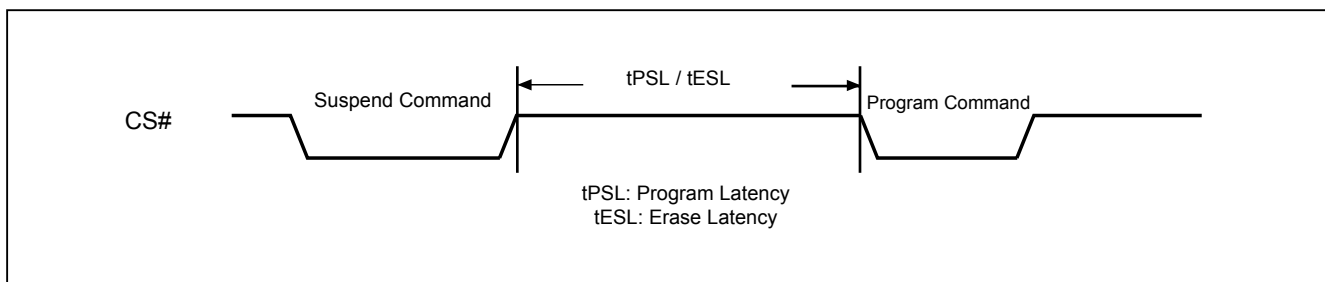 tPSL / tESL
Suspend Command
Program Command
CS#
tPSL: Program Latency
tESL: Erase Latency